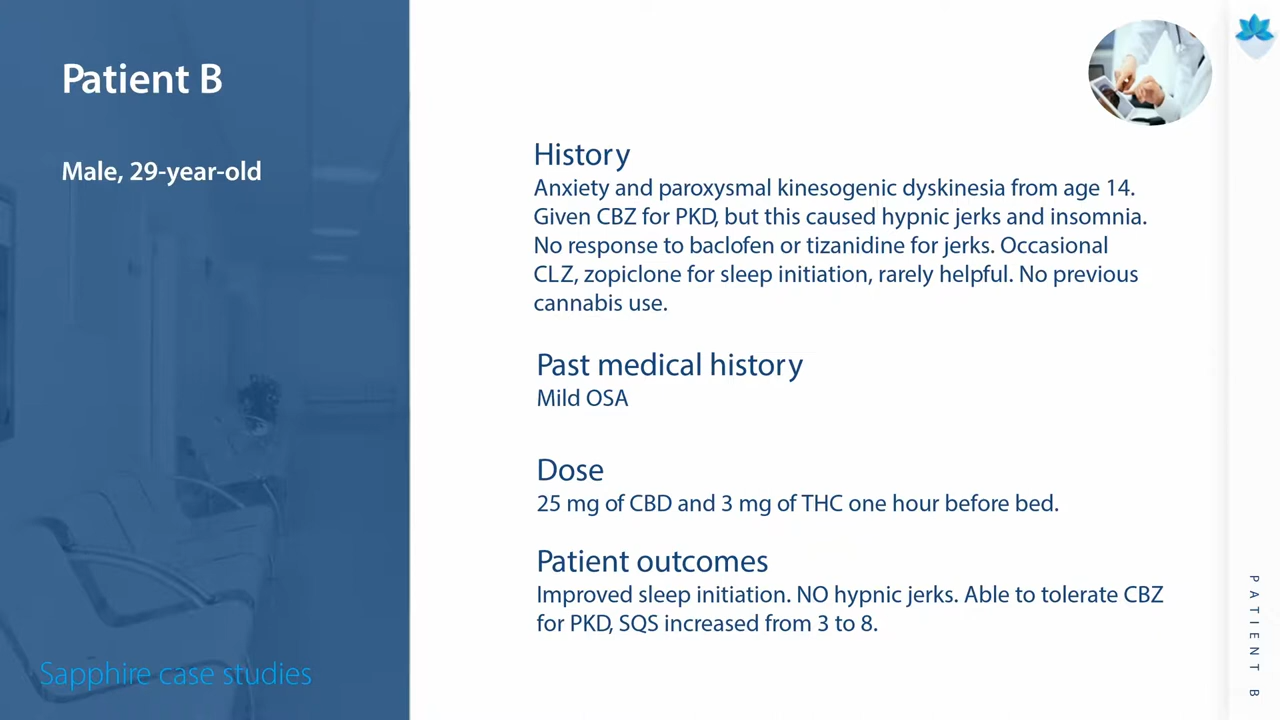 Patient B
Male, 29-year-old
History
Anxiety and paroxysmal kinesogenic dyskinesia from age 14.
Given CBZ for PKD, but this caused hypnic jerks and insomnia.
No response to baclofen or tizanidine for jerks. Occasional
CLZ, zopiclone for sleep initiation, rarely helpful. No previous
cannabis use.
Past medical history
Mild OSA
Dose
25 mg of CBD and 3 mg of THC one hour before bed.
Patient outcomes
Improved sleep initiation. NO hypnic jerks. Able to tolerate CBZ
for PKD, SQS increased from 3 to 8.
Sapphire case studies
PATIENT B